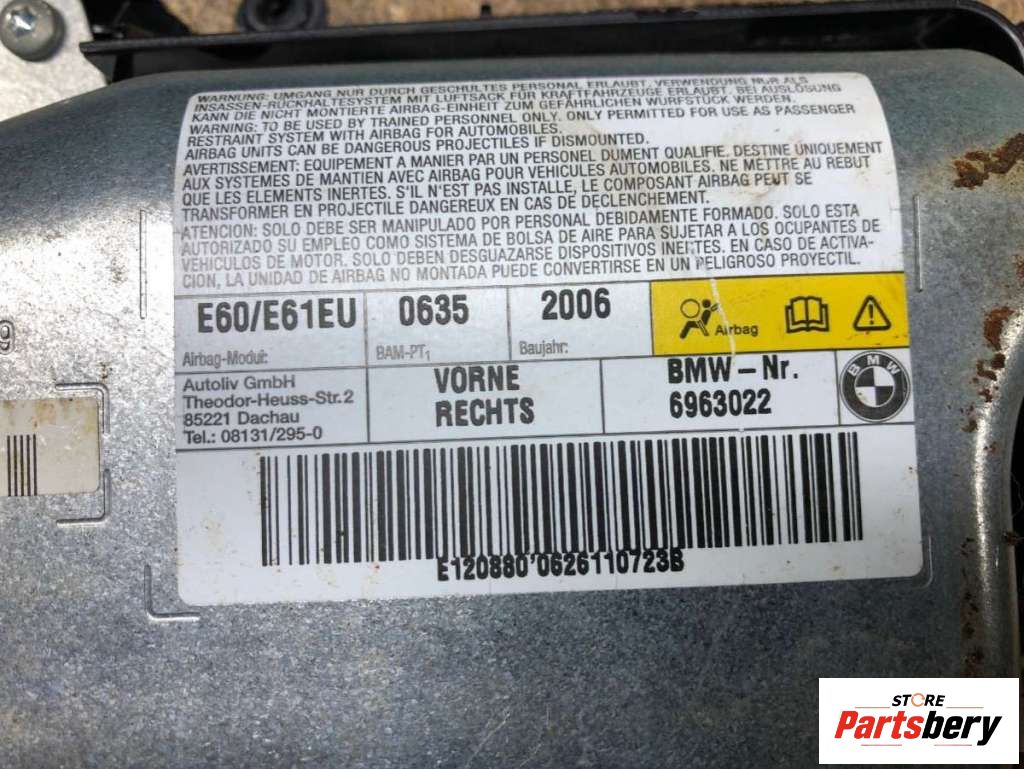 WARNUNG: UMGANG NUR DURCH GESCHULTES PERSONAL ERLAUBT. VERWENDUNG NUR ALS
INSASSEN-RÜCKHALTESYSTEM MIT LUFTSACK FÜR KRAFTFAHRZEUGE ERLAUBT. BEI AUSLÖSUNG
KANN DIE NICHT MONTIERTE AIRBAG-EINHEIT ZUM GEFÄHRLICHEN WURFSTÜCK WERDEN.
WARNING: TO BE USED BY TRAINED PERSONNEL ONLY. ONLY PERMITTED FOR USE AS PASSENGER
RESTRAINT SYSTEM WITH AIRBAG FOR AUTOMOBILES.
AIRBAG UNITS CAN BE DANGEROUS PROJECTILES IF DISMOUNTED.
AVERTISSEMENT: EQUIPEMENT A MANIER PAR UN PERSONEL DUMENT QUALIFIE. DESTINE UNIQUEMENT
AUX SYSTEMES DE MANTIEN AVEC AIRBAG POUR VEHICULES AUTOMOBILES. NE METTRE AU REBUT
QUE LES ELEMENTS INERTES. S'IL N'EST PAS INSTALLE, LE COMPOSANT AIRBAG PEUT SE
TRANSFORMER EN PROJECTILE DANGEREUX EN CAS DE DECLENCHEMENT.
ATENCION: SOLO DEBE SER MANIPULADO POR PERSONAL DEBIDAMENTE FORMADO. SOLO ESTA
AUTORIZADO SU EMPLEO COMO SISTEMA DE BOLSA DE AIRE PARA SUJETAR A LOS OCUPANTES DE
VEHICULOS DE MOTOR. SOLO DEBEN DESGUAZARSE DISPOSITIVOS INERTES. EN CASO DE ACTIVA-
CION, LA UNIDAD DE AIRBAG NO MONTADA PUEDE CONVERTIRSE EN UN PELIGROSO PROYECTIL.
E60/E61EU 0635 2006 Airbag
Airbag-Modul: BAM-PT1 Baujahr:
Autoliv GmbH
Theodor-Heuss-Str.2
85221 Dachau
Tel.: 08131/295-0
VORNE
RECHTS
BMW-Nr.
6963022
BMW
E120880'0626110723B
9
STORE
Partsbery